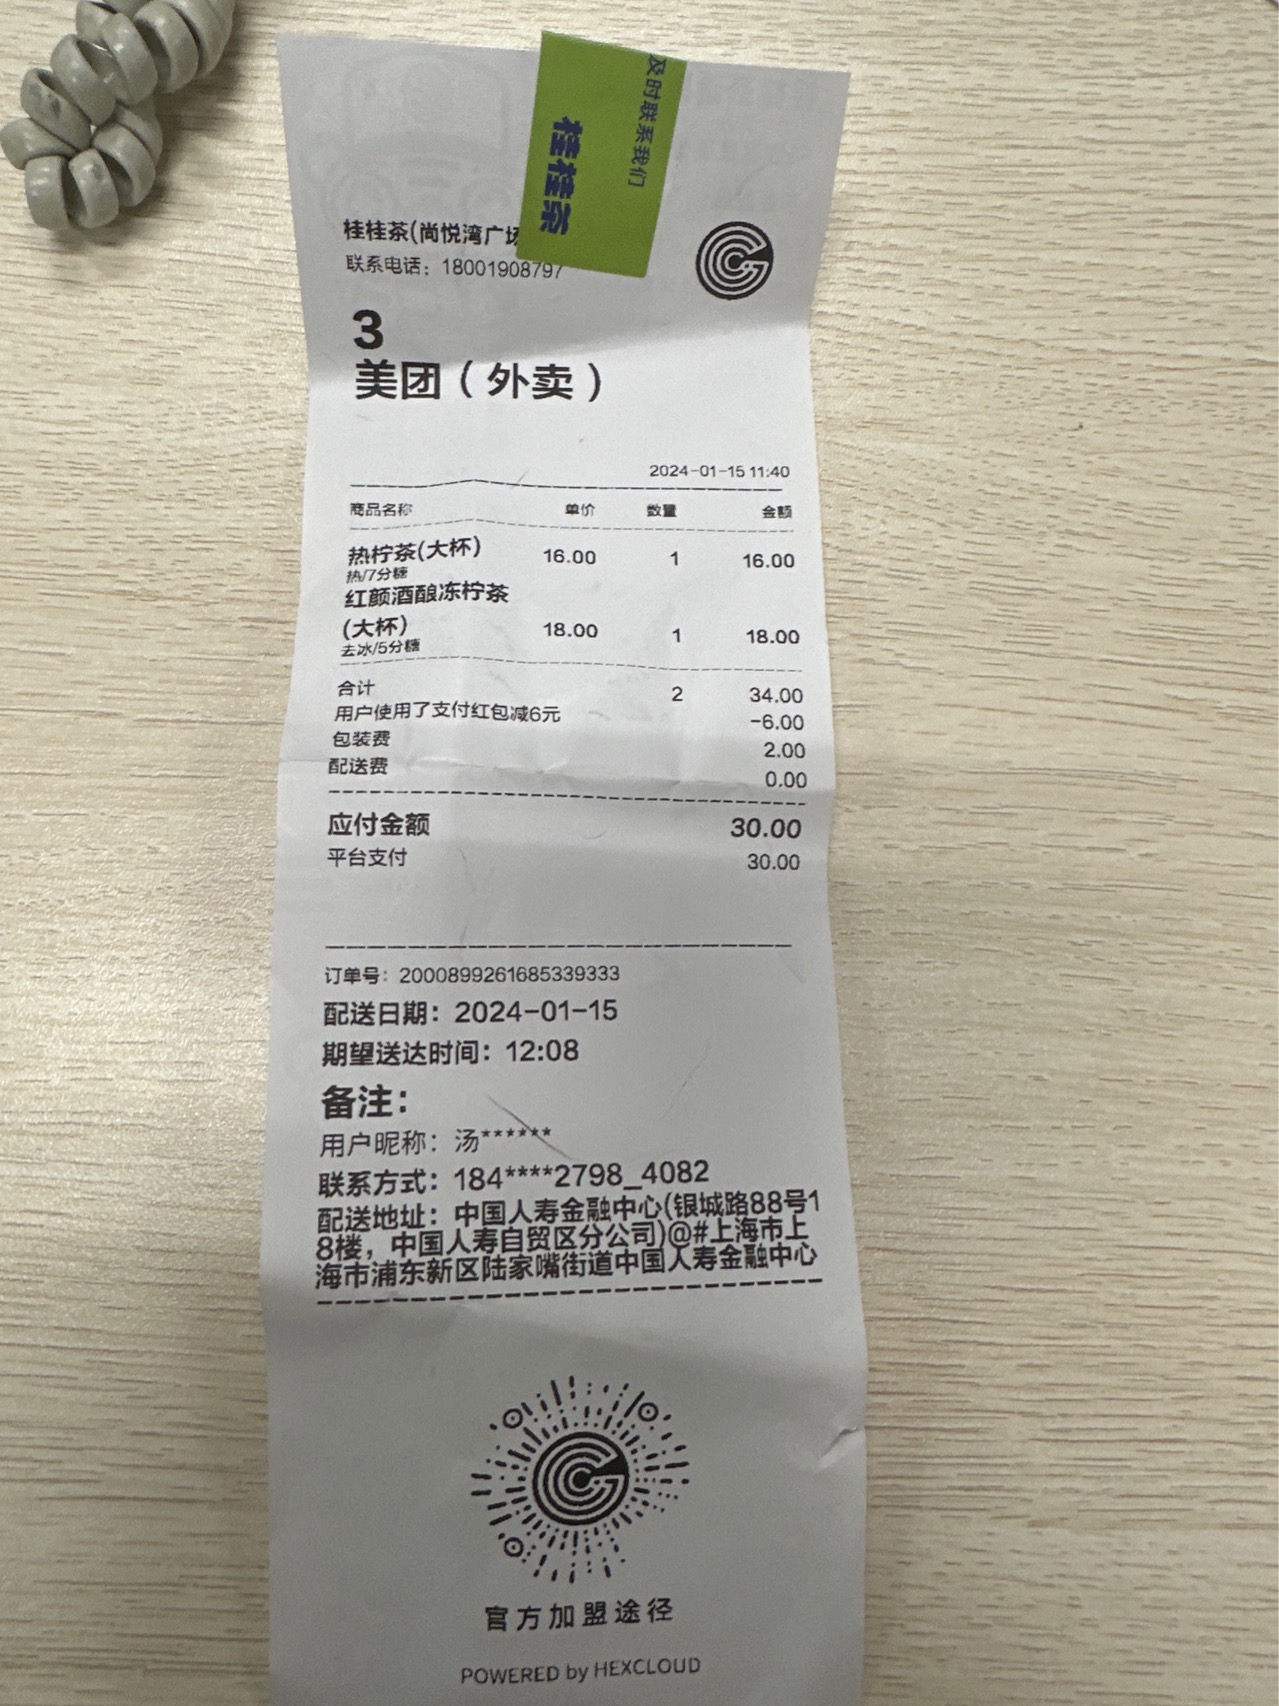 及时联系我们
桂桂茶
桂桂茶(尚悦湾广场
联系电话：18001908797
3
美团（外卖）
2024-01-15 11:40
商品名称 单价 数量 金额
热柠茶(大杯) 16.00 1 16.00
热/7分糖
红颜酒酿冻柠茶
(大杯) 18.00 1 18.00
去冰/5分糖
合计 2 34.00
用户使用了支付红包减6元 -6.00
包装费 2.00
配送费 0.00
应付金额 30.00
平台支付 30.00
订单号：2000899261685339333
配送日期：2024-01-15
期望送达时间：12:08
备注：
用户昵称：汤******
联系方式：184****2798_4082
配送地址：中国人寿金融中心(银城路88号1
8楼，中国人寿自贸区分公司)@#上海市上
海市浦东新区陆家嘴街道中国人寿金融中心
官方加盟途径
POWERED by HEXCLOUD